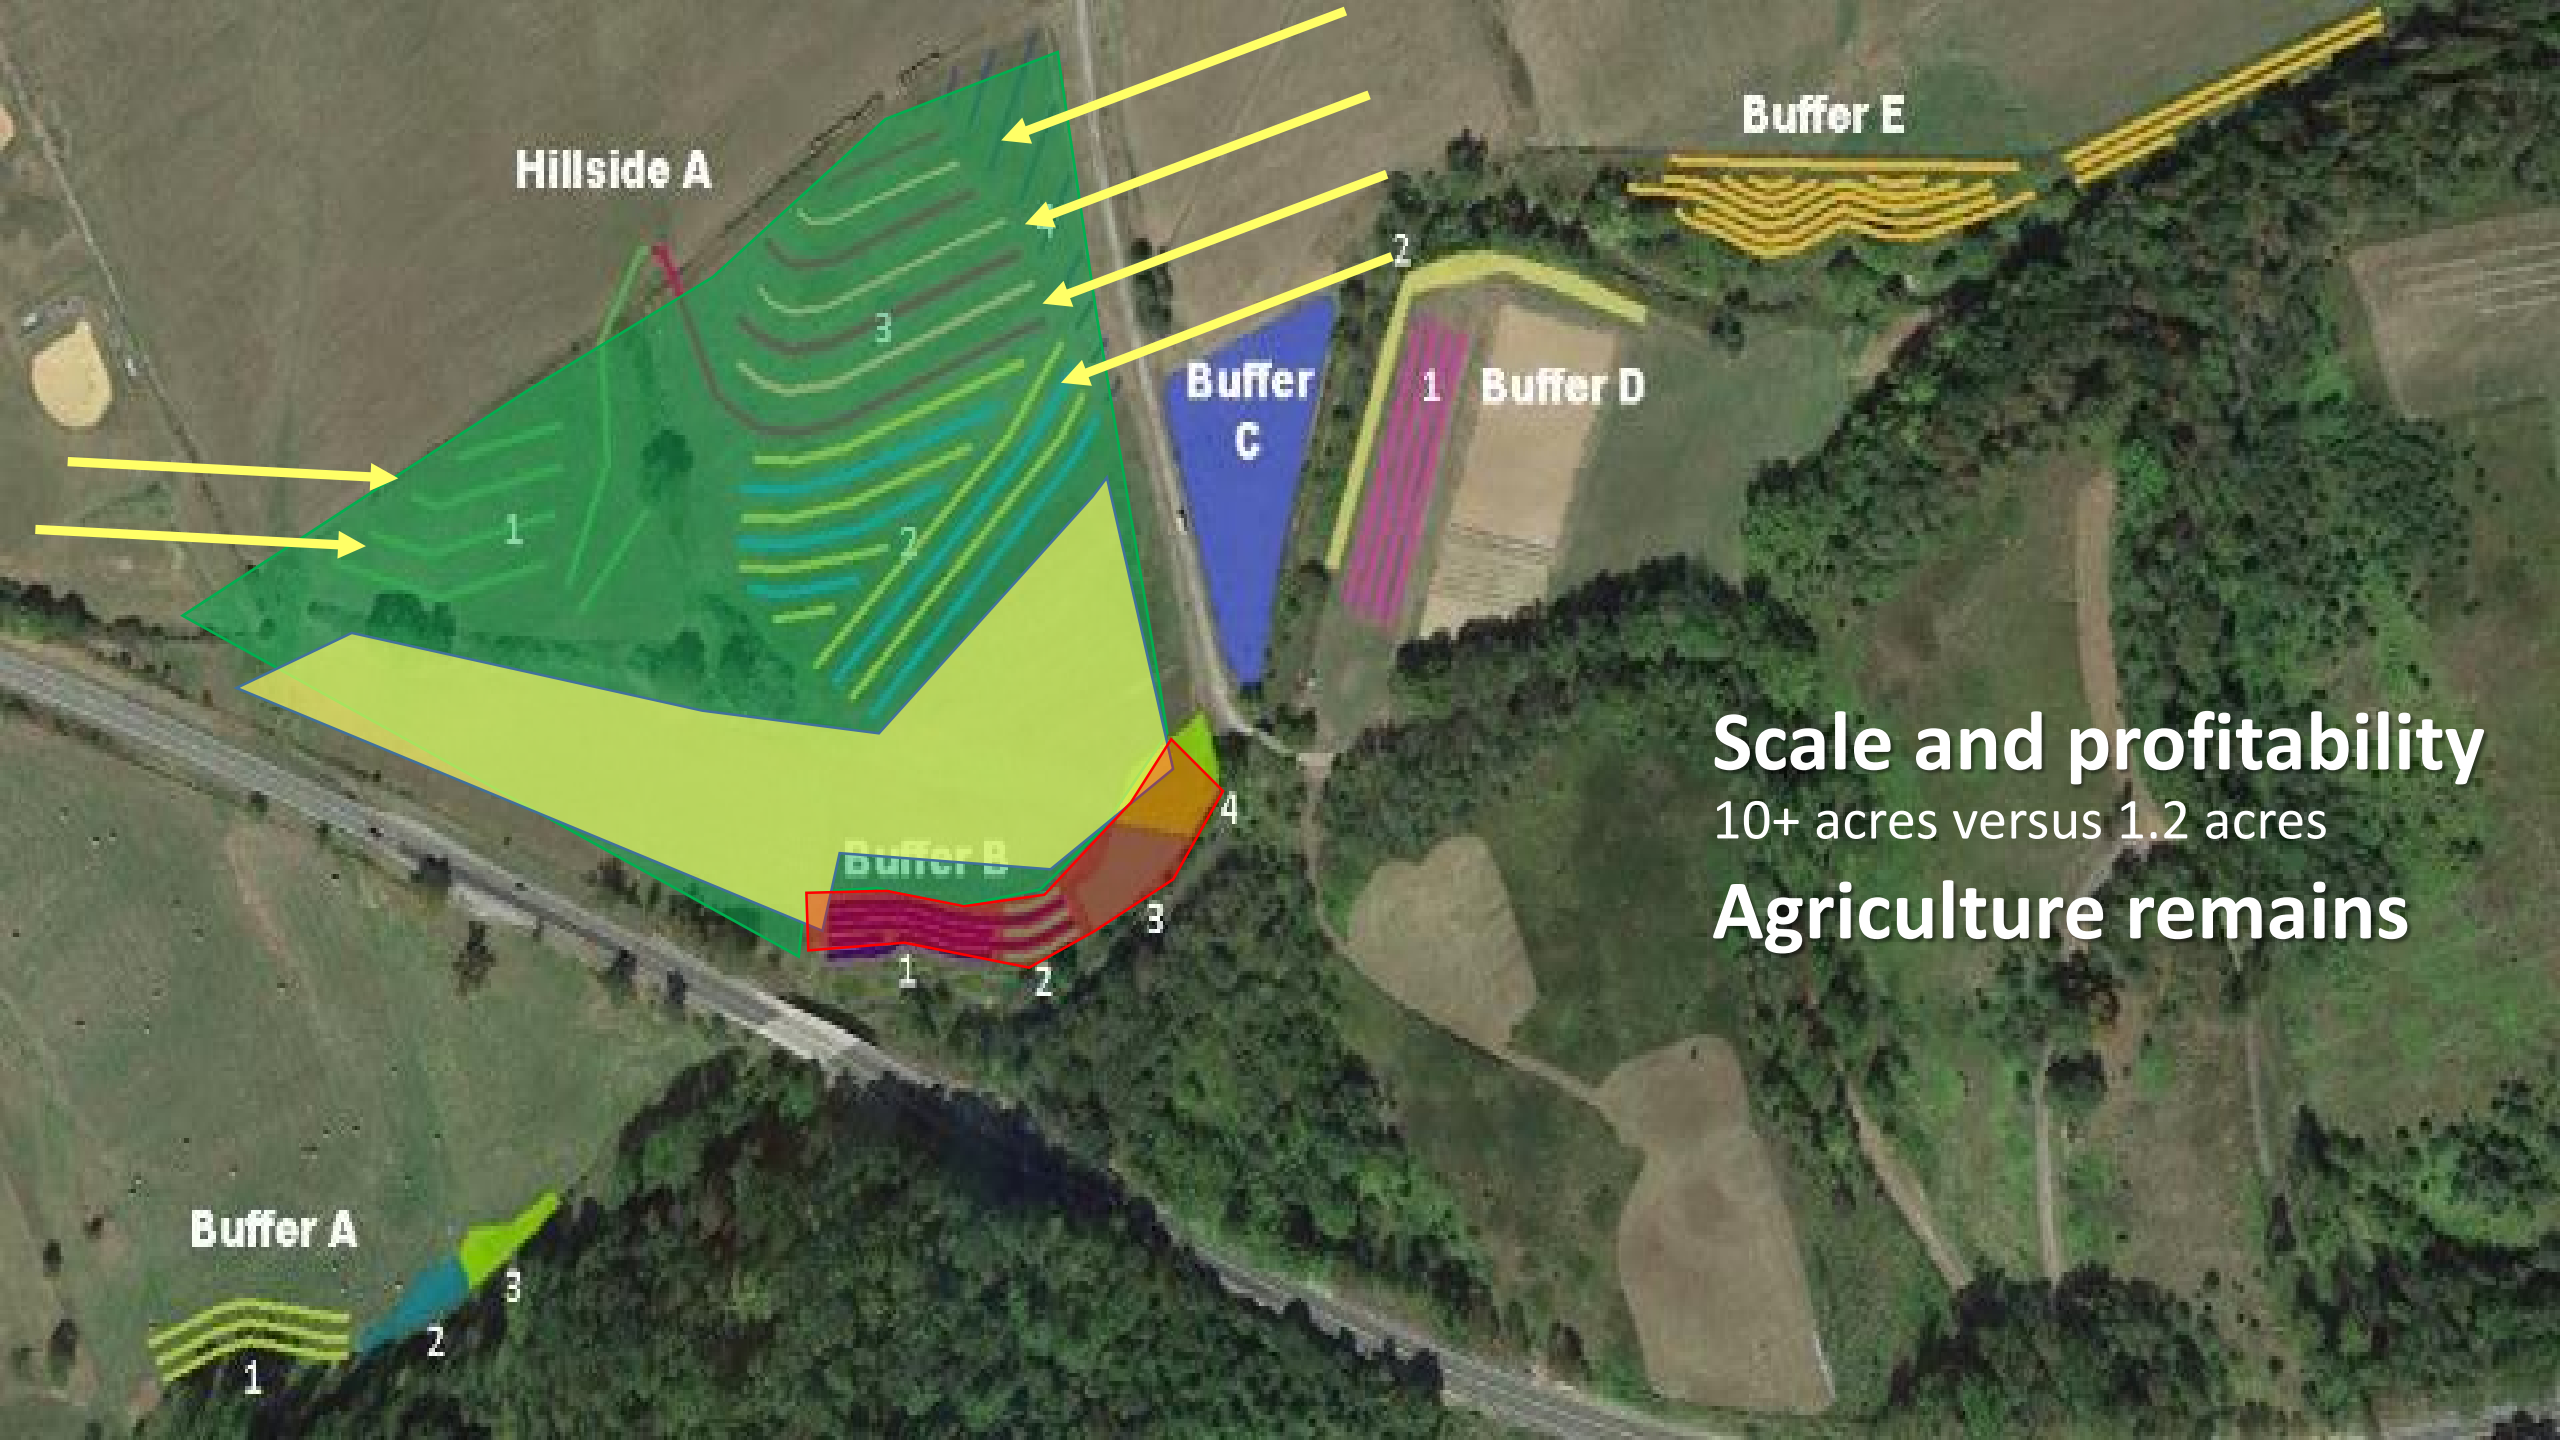 Buffer E
Hillside A
2
4
3
Buffer
C
1
Buffer D
1
2
Scale and profitability
10+ acres versus 1.2 acres
Agriculture remains
4
Buffer B
3
1
2
Buffer A
3
2
1